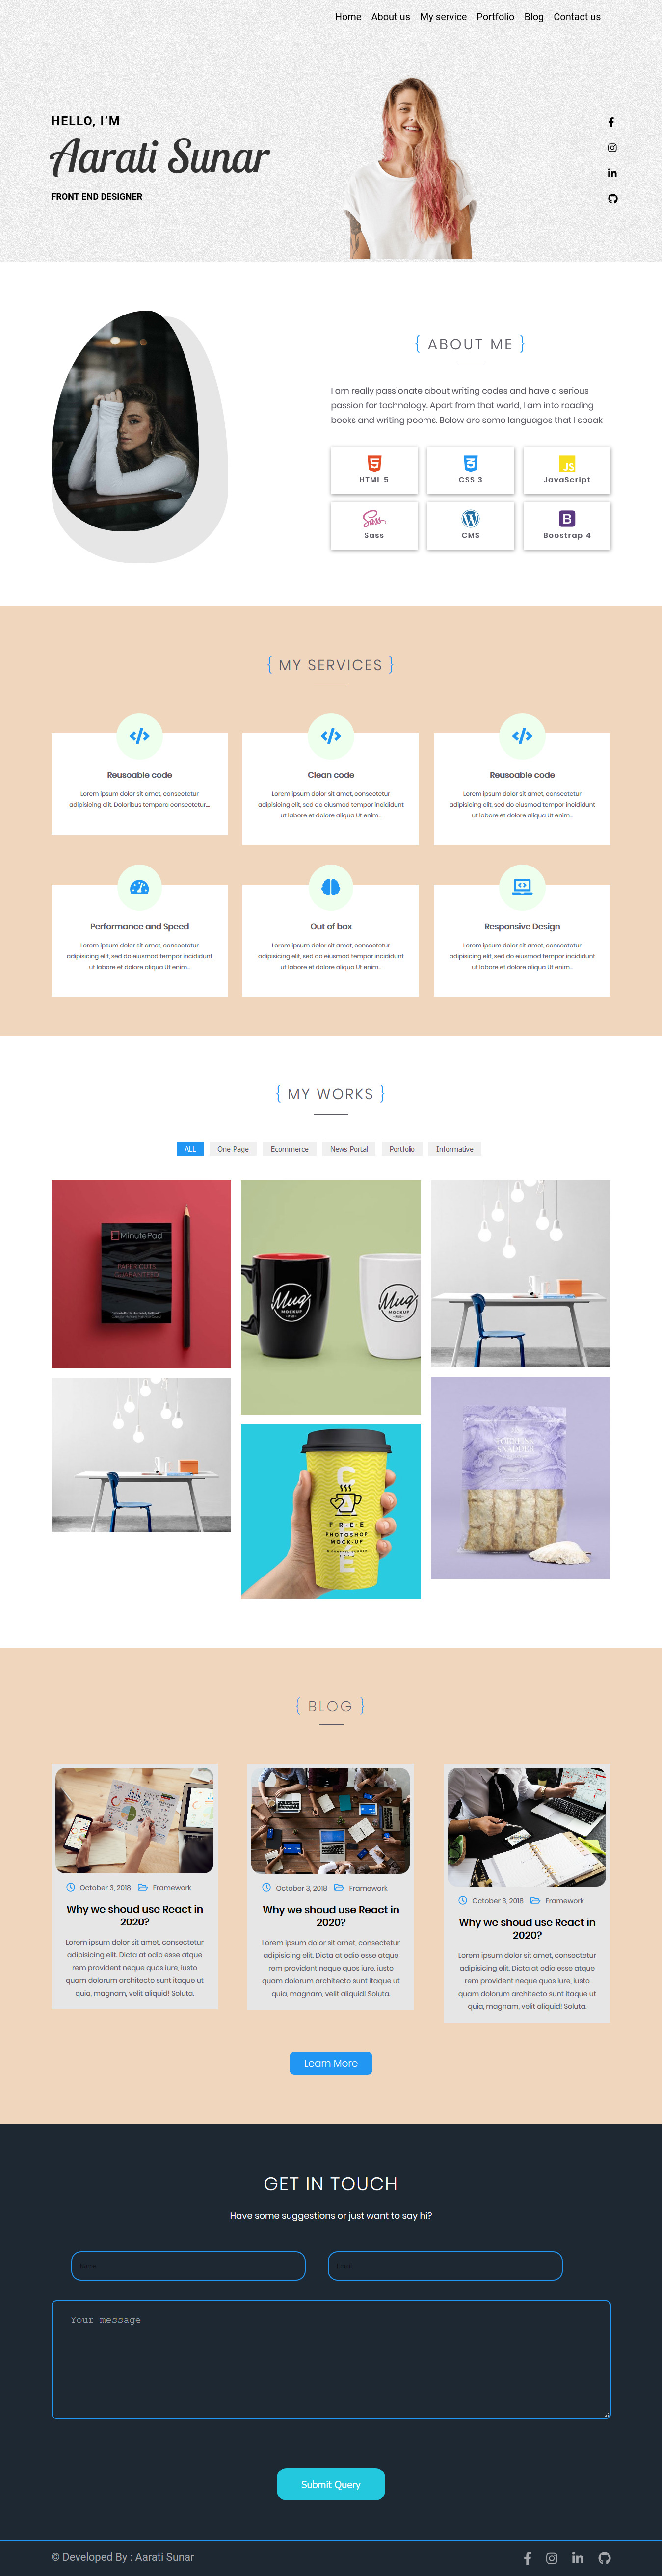 Home About us My service Portfolio Blog Contact us
HELLO, I'M
Aarati Sunar
FRONT END DESIGNER
{ ABOUT ME }
I am really passionate about writing codes and have a serious
passion for technology. Apart from that world, I am into reading
books and writing poems. Below are some languages that I speak
HTML 5
CSS 3
JS
JavaScript
Sass
Sass
CMS
B
Boostrap 4
{ MY SERVICES }
Reusoable code
Lorem ipsum dolor sit amet, consectetur
adipisicing elit. Doloribus tempora consectetur...
Clean code
Lorem ipsum dolor sit amet, consectetur
adipisicing elit, sed do eiusmod tempor incididunt
ut labore et dolore aliqua Ut enim...
Reusoable code
Lorem ipsum dolor sit amet, consectetur
adipisicing elit, sed do eiusmod tempor incididunt
ut labore et dolore aliqua Ut enim...
Performance and Speed
Lorem ipsum dolor sit amet, consectetur
adipisicing elit, sed do eiusmod tempor incididunt
ut labore et dolore aliqua Ut enim...
Out of box
Lorem ipsum dolor sit amet, consectetur
adipisicing elit, sed do eiusmod tempor incididunt
ut labore et dolore aliqua Ut enim...
Responsive Design
Lorem ipsum dolor sit amet, consectetur
adipisicing elit, sed do eiusmod tempor incididunt
ut labore et dolore aliqua Ut enim...
{ MY WORKS }
ALL One Page Ecommerce News Portal Portfolio Informative
MinutePad
PAPER CUTS
GUARANTEED
Mug
MOCKUP
PSD
Mug
MOCKUP
PSD
FREE
PHOTOSHOP
MOCK-UP
{ BLOG }
October 3, 2018 Framework
Why we shoud use React in
2020?
Lorem ipsum dolor sit amet, consectetur
adipisicing elit. Dicta at odio esse atque
rem provident neque quos iure, iusto
quam dolorum architecto sunt itaque ut
quia, magnam, velit aliquid! Soluta.
October 3, 2018 Framework
Why we shoud use React in
2020?
Lorem ipsum dolor sit amet, consectetur
adipisicing elit. Dicta at odio esse atque
rem provident neque quos iure, iusto
quam dolorum architecto sunt itaque ut
quia, magnam, velit aliquid! Soluta.
October 3, 2018 Framework
Why we shoud use React in
2020?
Lorem ipsum dolor sit amet, consectetur
adipisicing elit. Dicta at odio esse atque
rem provident neque quos iure, iusto
quam dolorum architecto sunt itaque ut
quia, magnam, velit aliquid! Soluta.
Learn More
GET IN TOUCH
Have some suggestions or just want to say hi?
Your message
Submit Query
© Developed By : Aarati Sunar